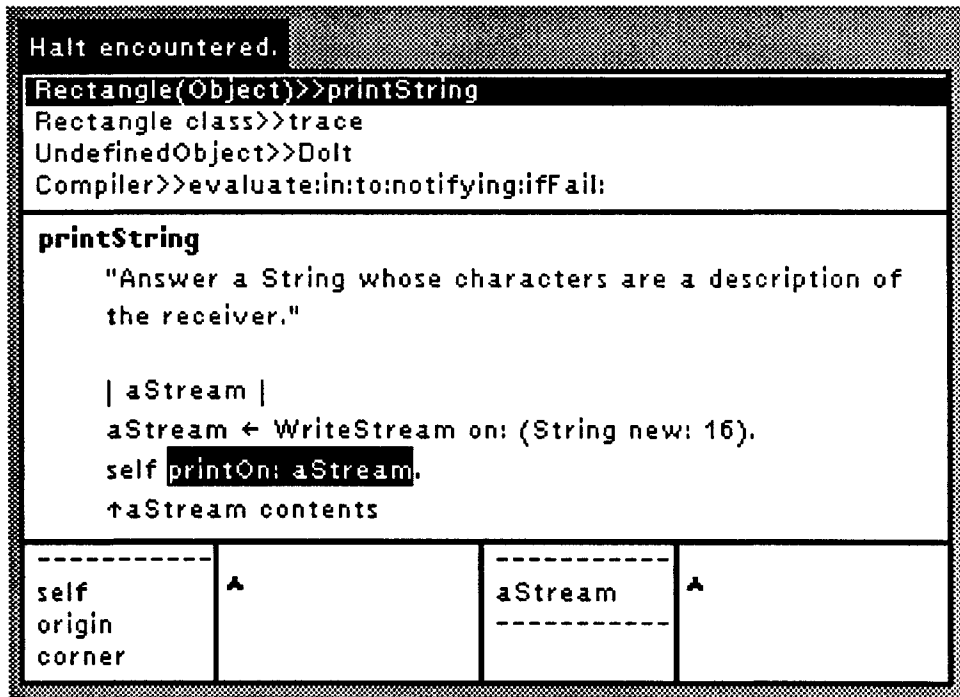 Halt encountered.
Rectangle(Object)>>printString
Rectangle class>>trace
UndefinedObject>>DoIt
Compiler>>evaluate:in:to:notifying:ifFail:
printString
"Answer a String whose characters are a description of
the receiver."
| aStream |
aStream ← WriteStream on: (String new: 16).
self printOn: aStream.
↑aStream contents
self
origin
corner
aStream